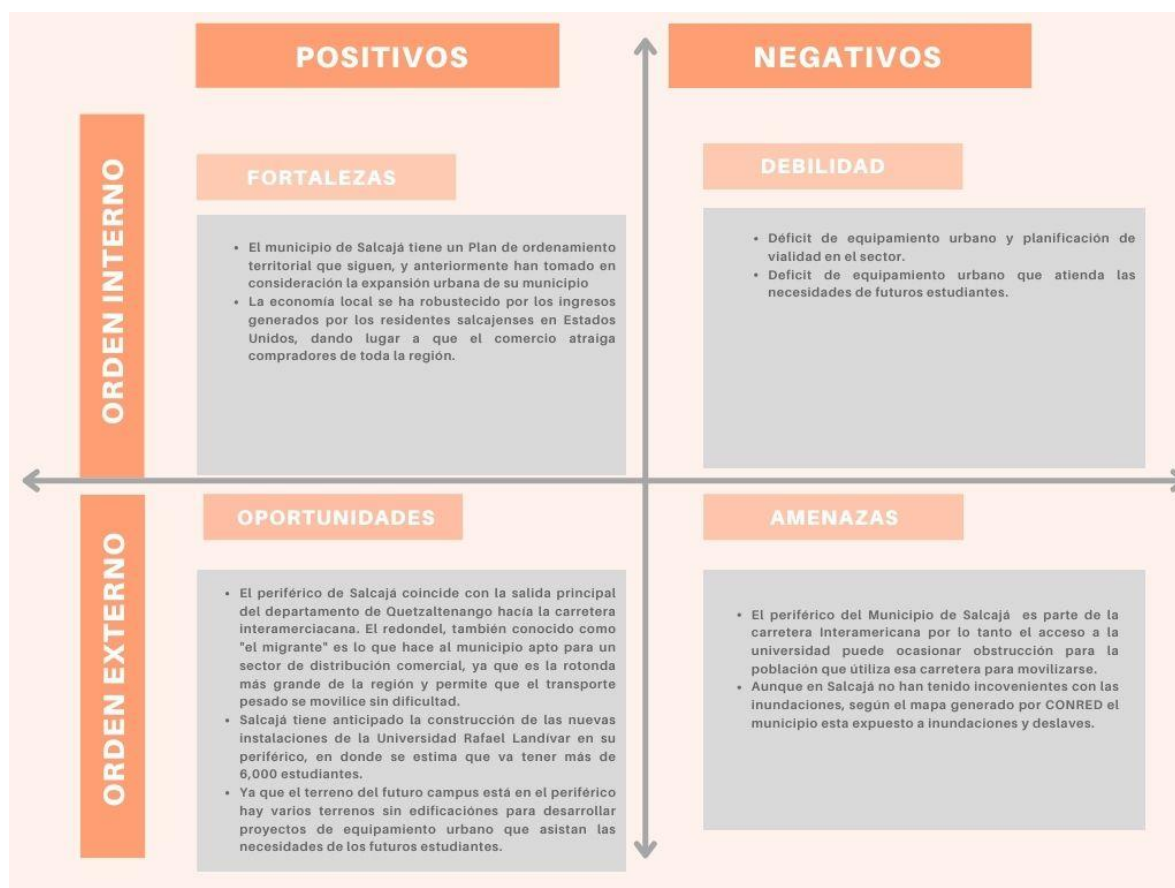 POSITIVOS
NEGATIVOS
ORDEN INTERNO
FORTALEZAS
• El municipio de Salcajá tiene un Plan de ordenamiento
territorial que siguen, y anteriormente han tomado en
consideración la expansión urbana de su municipio
• La economía local se ha robustecido por los ingresos
generados por los residentes salcajenses en Estados
Unidos, dando lugar a que el comercio atraiga
compradores de toda la región.
DEBILIDAD
• Déficit de equipamiento urbano y planificación de
vialidad en el sector.
• Deficit de equipamiento urbano que atienda las
necesidades de futuros estudiantes.
ORDEN EXTERNO
OPORTUNIDADES
• El periférico de Salcajá coincide con la salida principal
del departamento de Quetzaltenango hacía la carretera
interamerciacana. El redondel, también conocido como
"el migrante" es lo que hace al municipio apto para un
sector de distribución comercial, ya que es la rotonda
más grande de la región y permite que el transporte
pesado se movilice sin dificultad.
• Salcajá tiene anticipado la construcción de las nuevas
instalaciones de la Universidad Rafael Landívar en su
periférico, en donde se estima que va tener más de
6,000 estudiantes.
• Ya que el terreno del futuro campus está en el periférico
hay varios terrenos sin edificaciónes para desarrollar
proyectos de equipamiento urbano que asistan las
necesidades de los futuros estudiantes.
AMENAZAS
• El periférico del Municipio de Salcajá es parte de la
carretera Interamericana por lo tanto el acceso a la
universidad puede ocasionar obstrucción para la
población que útiliza esa carretera para movilizarse.
• Aunque en Salcajá no han tenido incovenientes con las
inundaciones, según el mapa generado por CONRED el
municipio esta expuesto a inundaciones y deslaves.